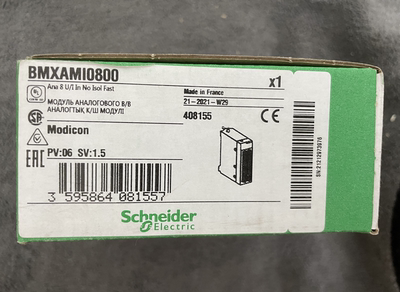 BMXAMI0800
x1
Ana 8 U/I In No Isol Fast
Made in France
21-2021-W29
МОДУЛЬ АНАЛОГОВОГО В/В
АНАЛОГТЫҚ К/Ш МОДУЛІ
408155
CE
Modicon
EAC
PV:06 SV:1.5
3 595864 081557
Schneider
Electric